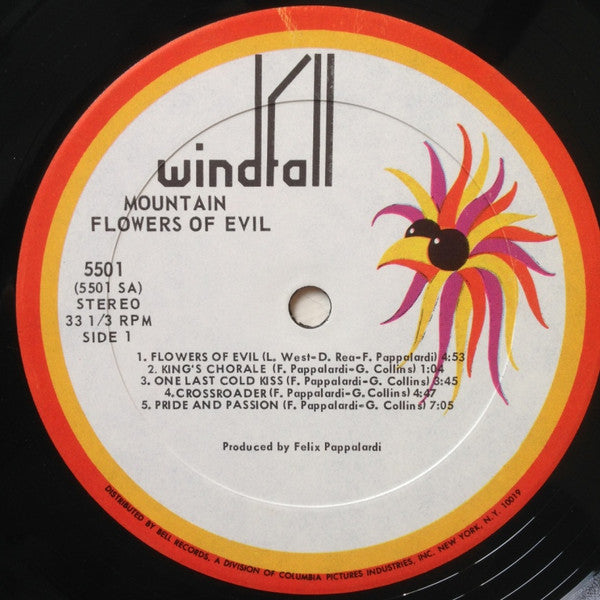 windfall
MOUNTAIN
FLOWERS OF EVIL
5501
(5501 SA)
STEREO
33 1/3 RPM
SIDE 1
1. FLOWERS OF EVIL (L. West-D. Rea-F. Pappalardi) 4:53
2. KING'S CHORALE (F. Pappalardi-G. Collins) 1:04
3. ONE LAST COLD KISS (F. Pappalardi-G. Collins) 3:45
4. CROSSROADER (F. Pappalardi-G. Collins) 4:47
5. PRIDE AND PASSION (F. Pappalardi-G. Collins) 7:05
Produced by Felix Pappalardi
DISTRIBUTED BY BELL RECORDS, A DIVISION OF COLUMBIA PICTURES INDUSTRIES, INC. NEW YORK, N.Y. 10019